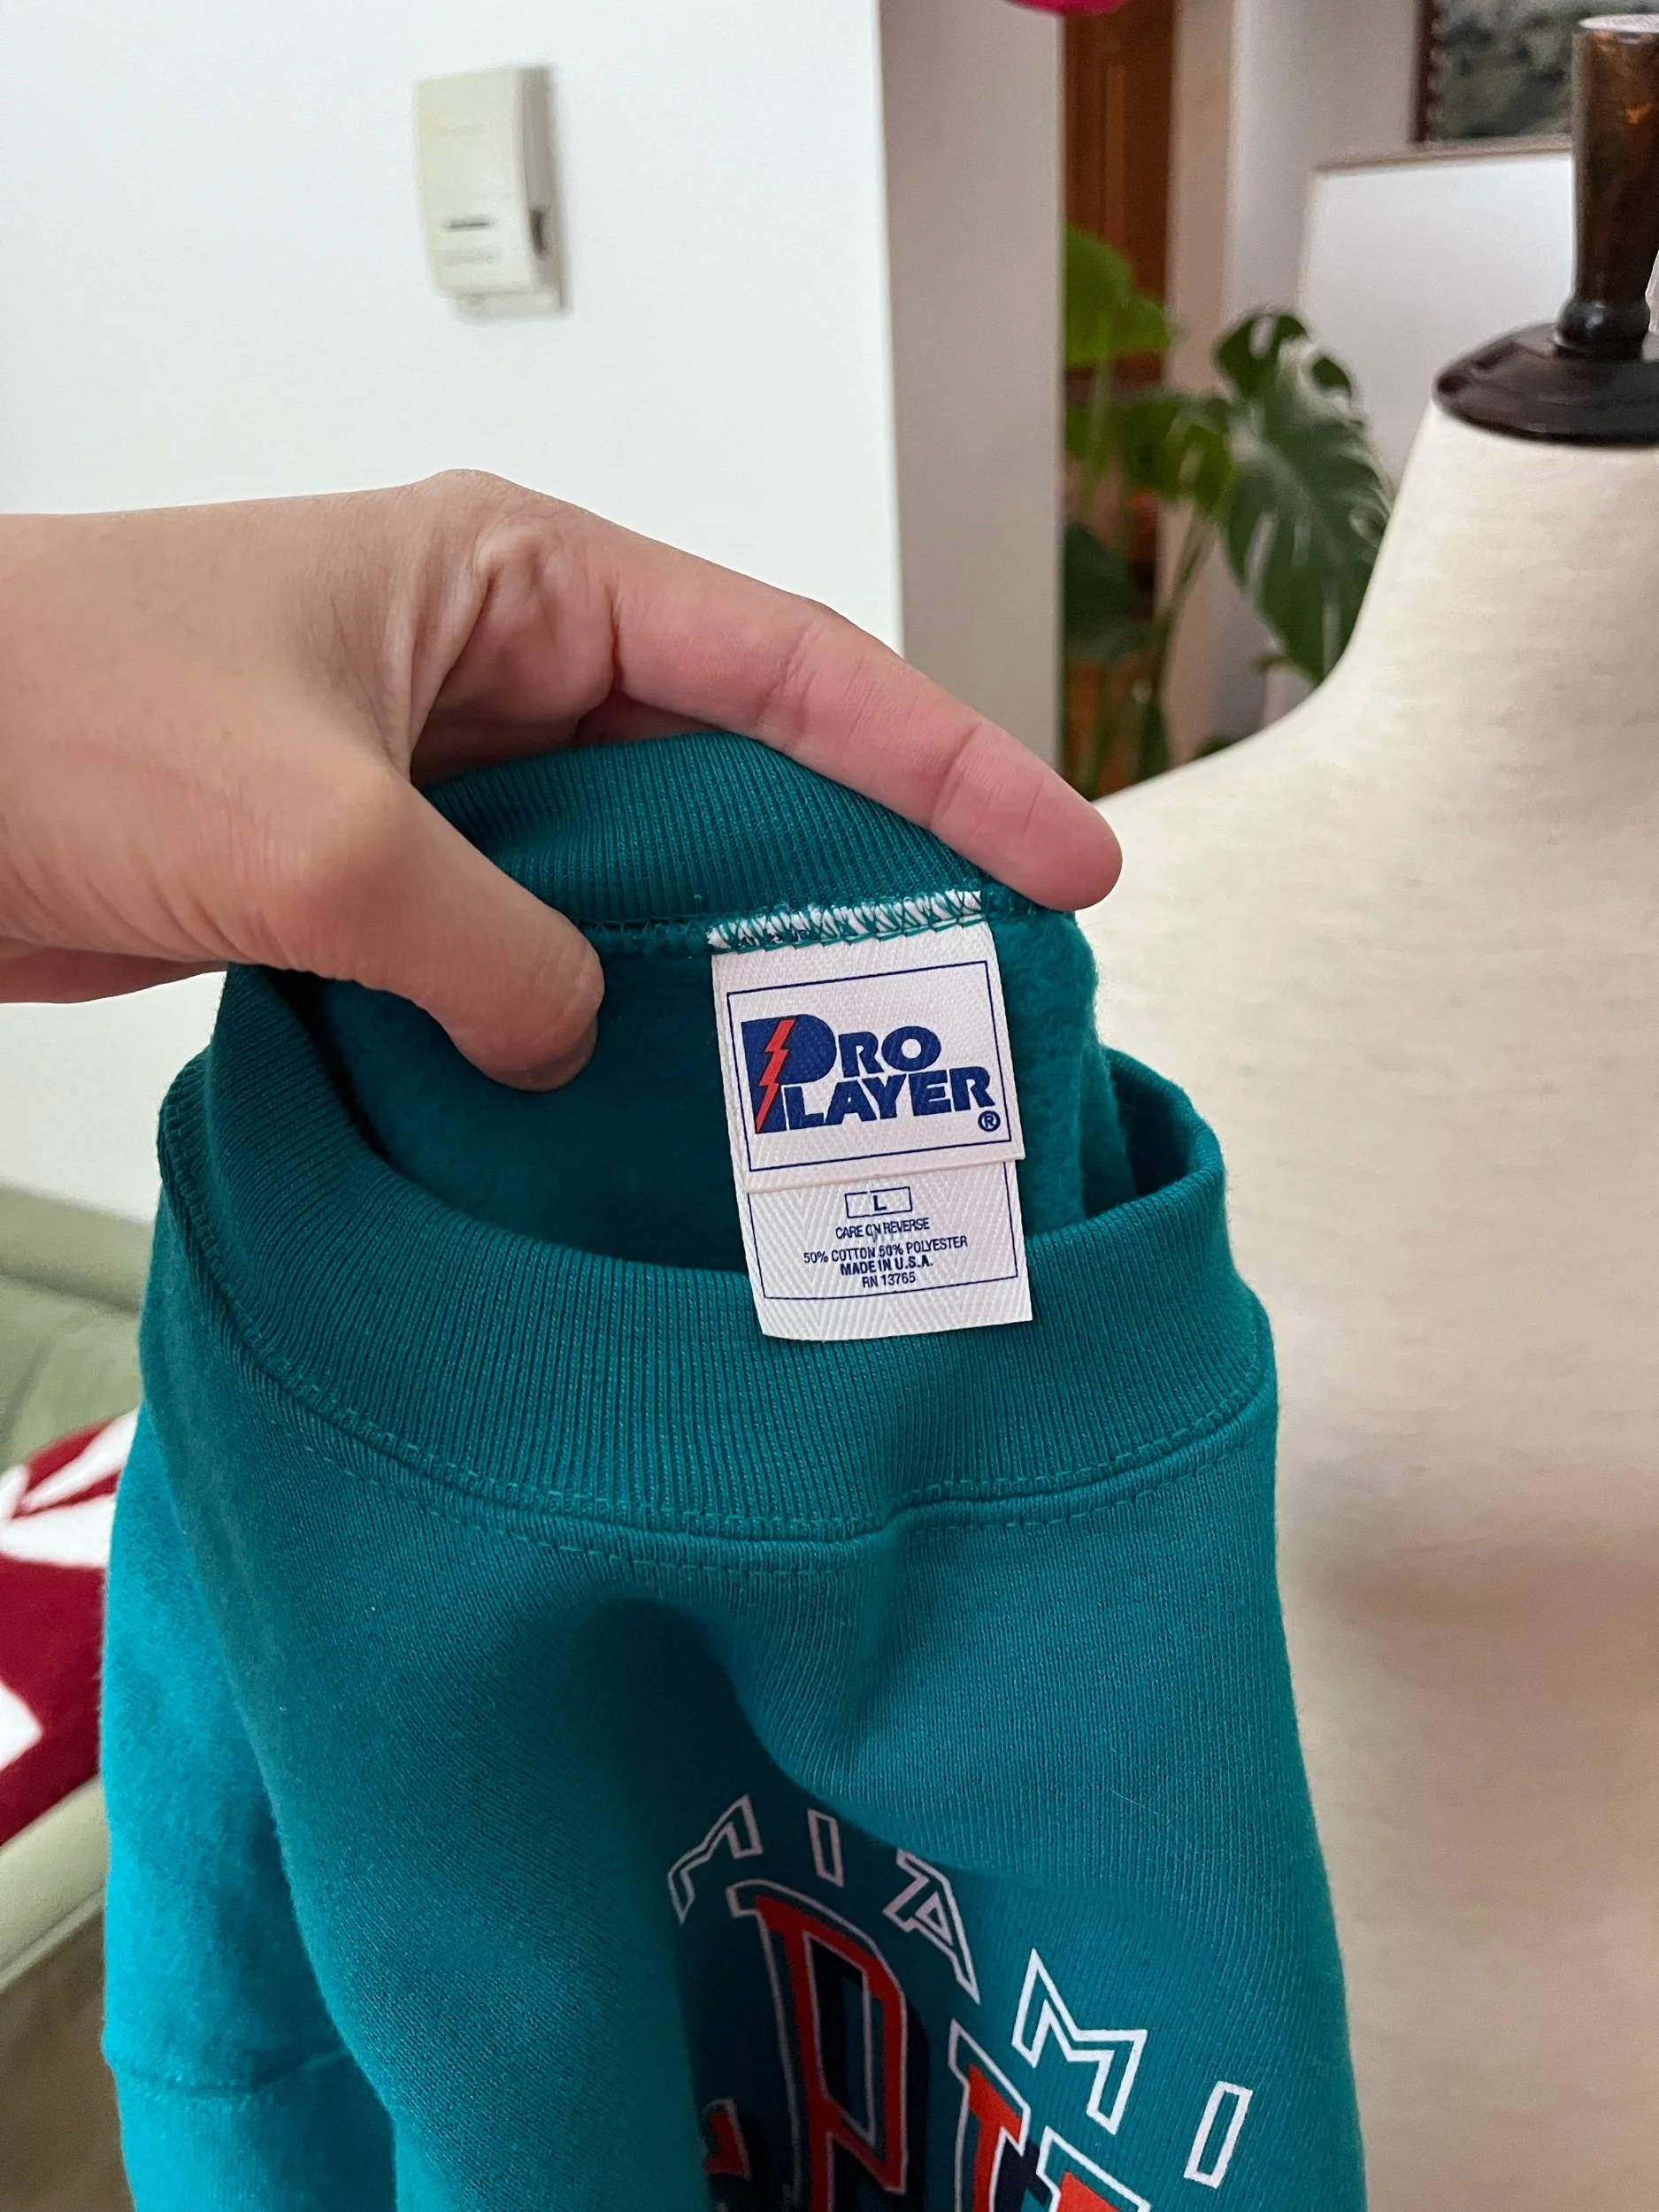 PRO
PLAYER®
L
CARE ON REVERSE
50% COTTON 50% POLYESTER
MADE IN U.S.A.
RN 13765
MIAMI